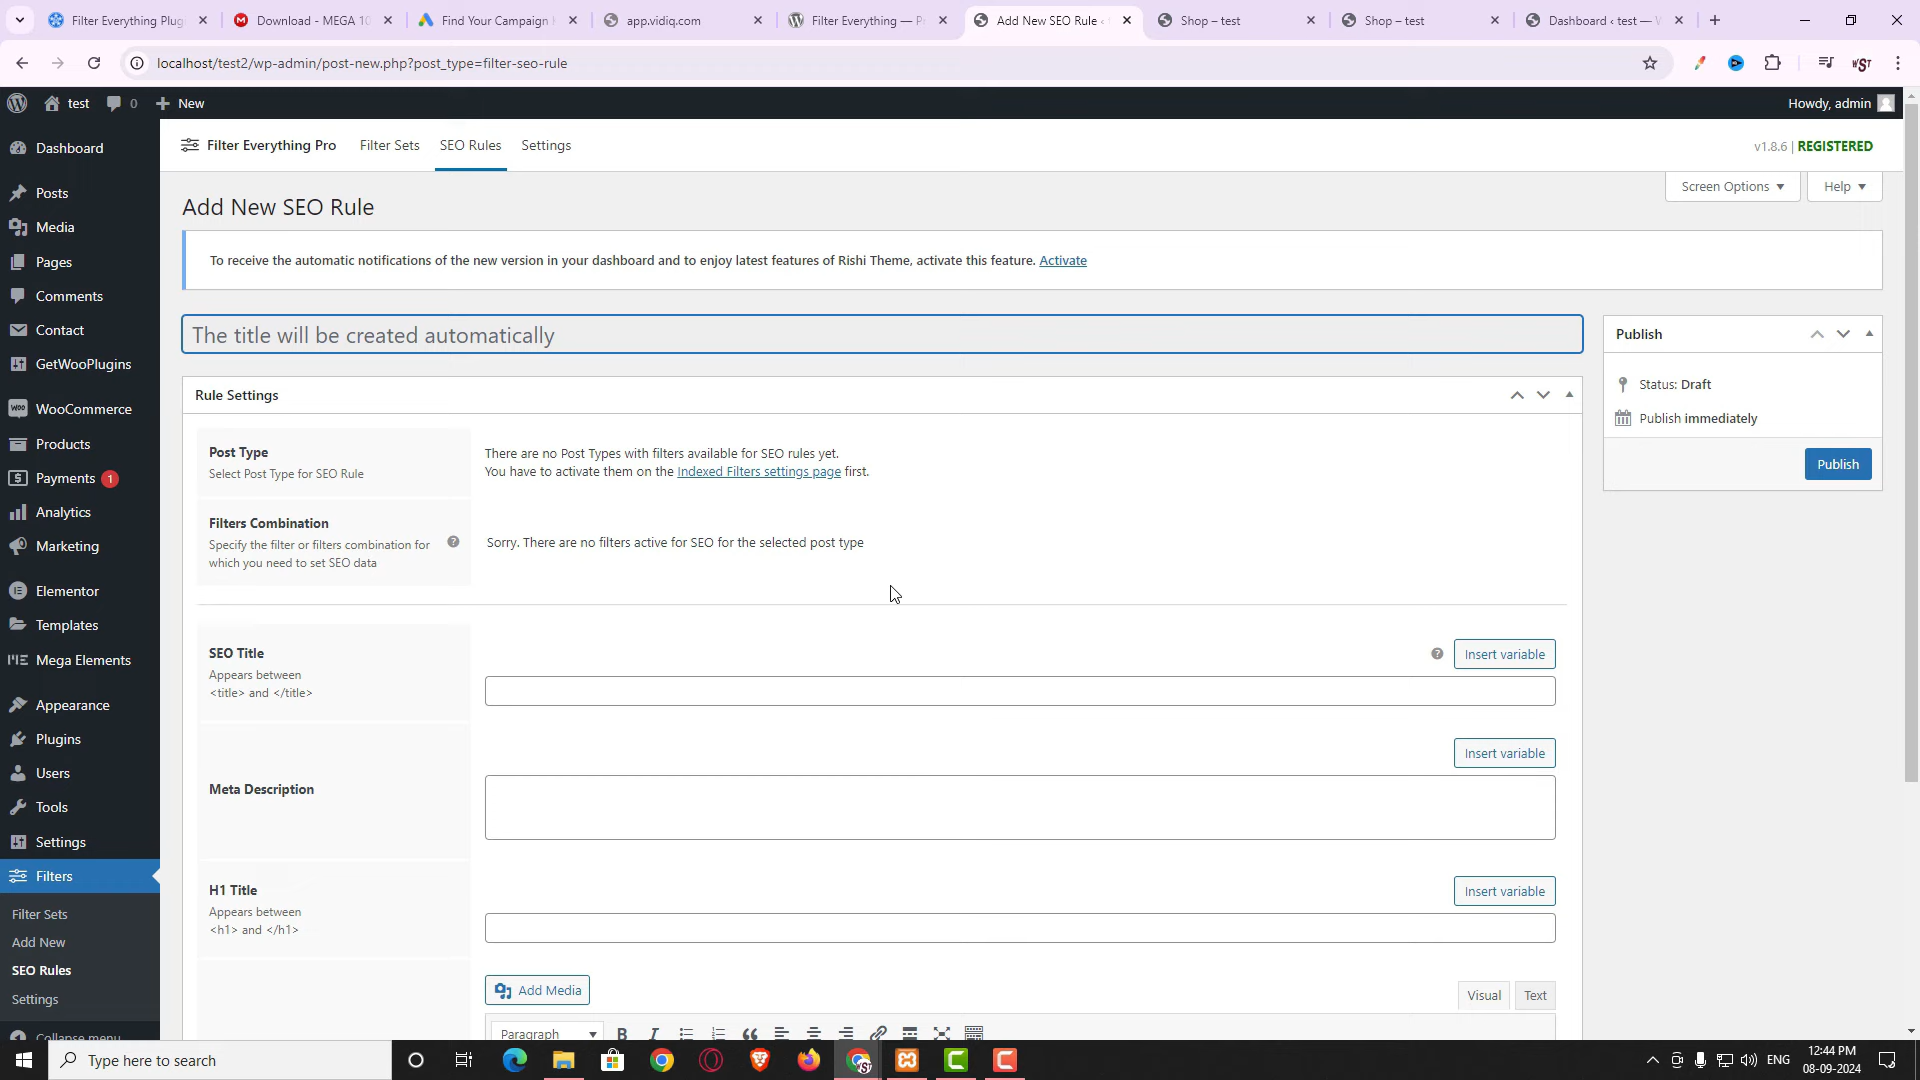 Filter Everything Plug
Download - MEGA 10
Find Your Campaign
app.vidiq.com
Filter Everything — P
Add New SEO Rule ‹
Shop – test
Shop – test
Dashboard ‹ test — W
localhost/test2/wp-admin/post-new.php?post_type=filter-seo-rule
test
0
New
Howdy, admin
Dashboard
Posts
Media
Pages
Comments
Contact
GetWooPlugins
WooCommerce
Products
Payments 1
Analytics
Marketing
Elementor
Templates
Mega Elements
Appearance
Plugins
Users
Tools
Settings
Filters
Filter Sets
Add New
SEO Rules
Settings
Collapse menu
Filter Everything Pro
Filter Sets
SEO Rules
Settings
v1.8.6 | REGISTERED
Screen Options
Help
Add New SEO Rule
To receive the automatic notifications of the new version in your dashboard and to enjoy latest features of Rishi Theme, activate this feature. Activate
The title will be created automatically
Rule Settings
Post Type
Select Post Type for SEO Rule
There are no Post Types with filters available for SEO rules yet.
You have to activate them on the Indexed Filters settings page first.
Filters Combination
Specify the filter or filters combination for
which you need to set SEO data
Sorry. There are no filters active for SEO for the selected post type
SEO Title
Appears between
<title> and </title>
Insert variable
Meta Description
Insert variable
H1 Title
Appears between
<h1> and </h1>
Insert variable
Add Media
Visual
Text
Paragraph
B
I
Publish
Status: Draft
Publish immediately
Publish
Type here to search
ENG
12:44 PM
08-09-2024